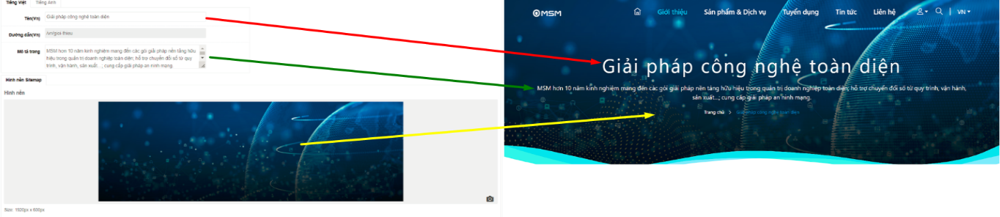 Tiếng Việt Tiếng Anh
Tên(Vn) Giải pháp công nghệ toàn diện
Đường dẫn(Vn) /vn/gioi-thieu
Mô tả trang MSM hơn 10 năm kinh nghiệm mang đến các gói giải pháp nền tảng hữu
hiệu trong quản trị doanh nghiệp toàn diện; hỗ trợ chuyển đổi số từ quy
trình, vận hành, sản xuất...; cung cấp giải pháp an ninh mạng.
Hình nền Sitemap
Hình nền
Size: 1920px x 600px
MSM Giới thiệu Sản phẩm & Dịch vụ Tuyển dụng Tin tức Liên hệ VN
Giải pháp công nghệ toàn diện
MSM hơn 10 năm kinh nghiệm mang đến các gói giải pháp nền tảng hữu hiệu trong quản trị doanh nghiệp toàn diện; hỗ trợ chuyển đổi số từ quy trình, vận hành,
sản xuất...; cung cấp giải pháp an ninh mạng.
Trang chủ > Giải pháp công nghệ toàn diện